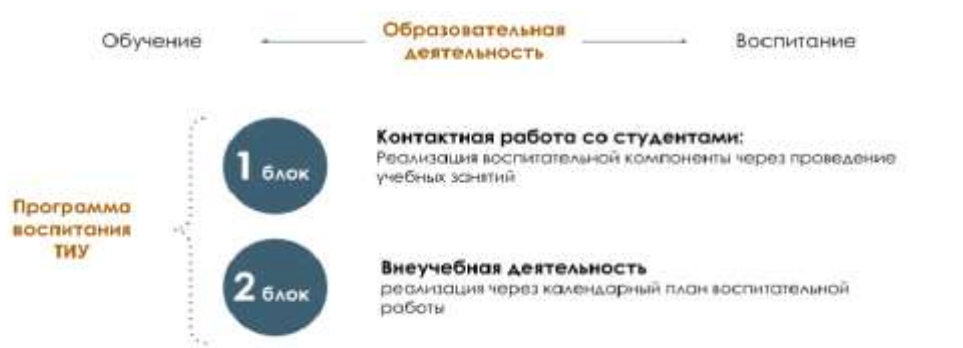 Обучение
Образовательная
деятельность
Воспитание
Программа
воспитания
ТИУ
1 блок
Контактная работа со студентами:
Реализация воспитательной компоненты через проведение
учебных занятий
2 блок
Внеучебная деятельность
реализация через календарный план воспитательной
работы